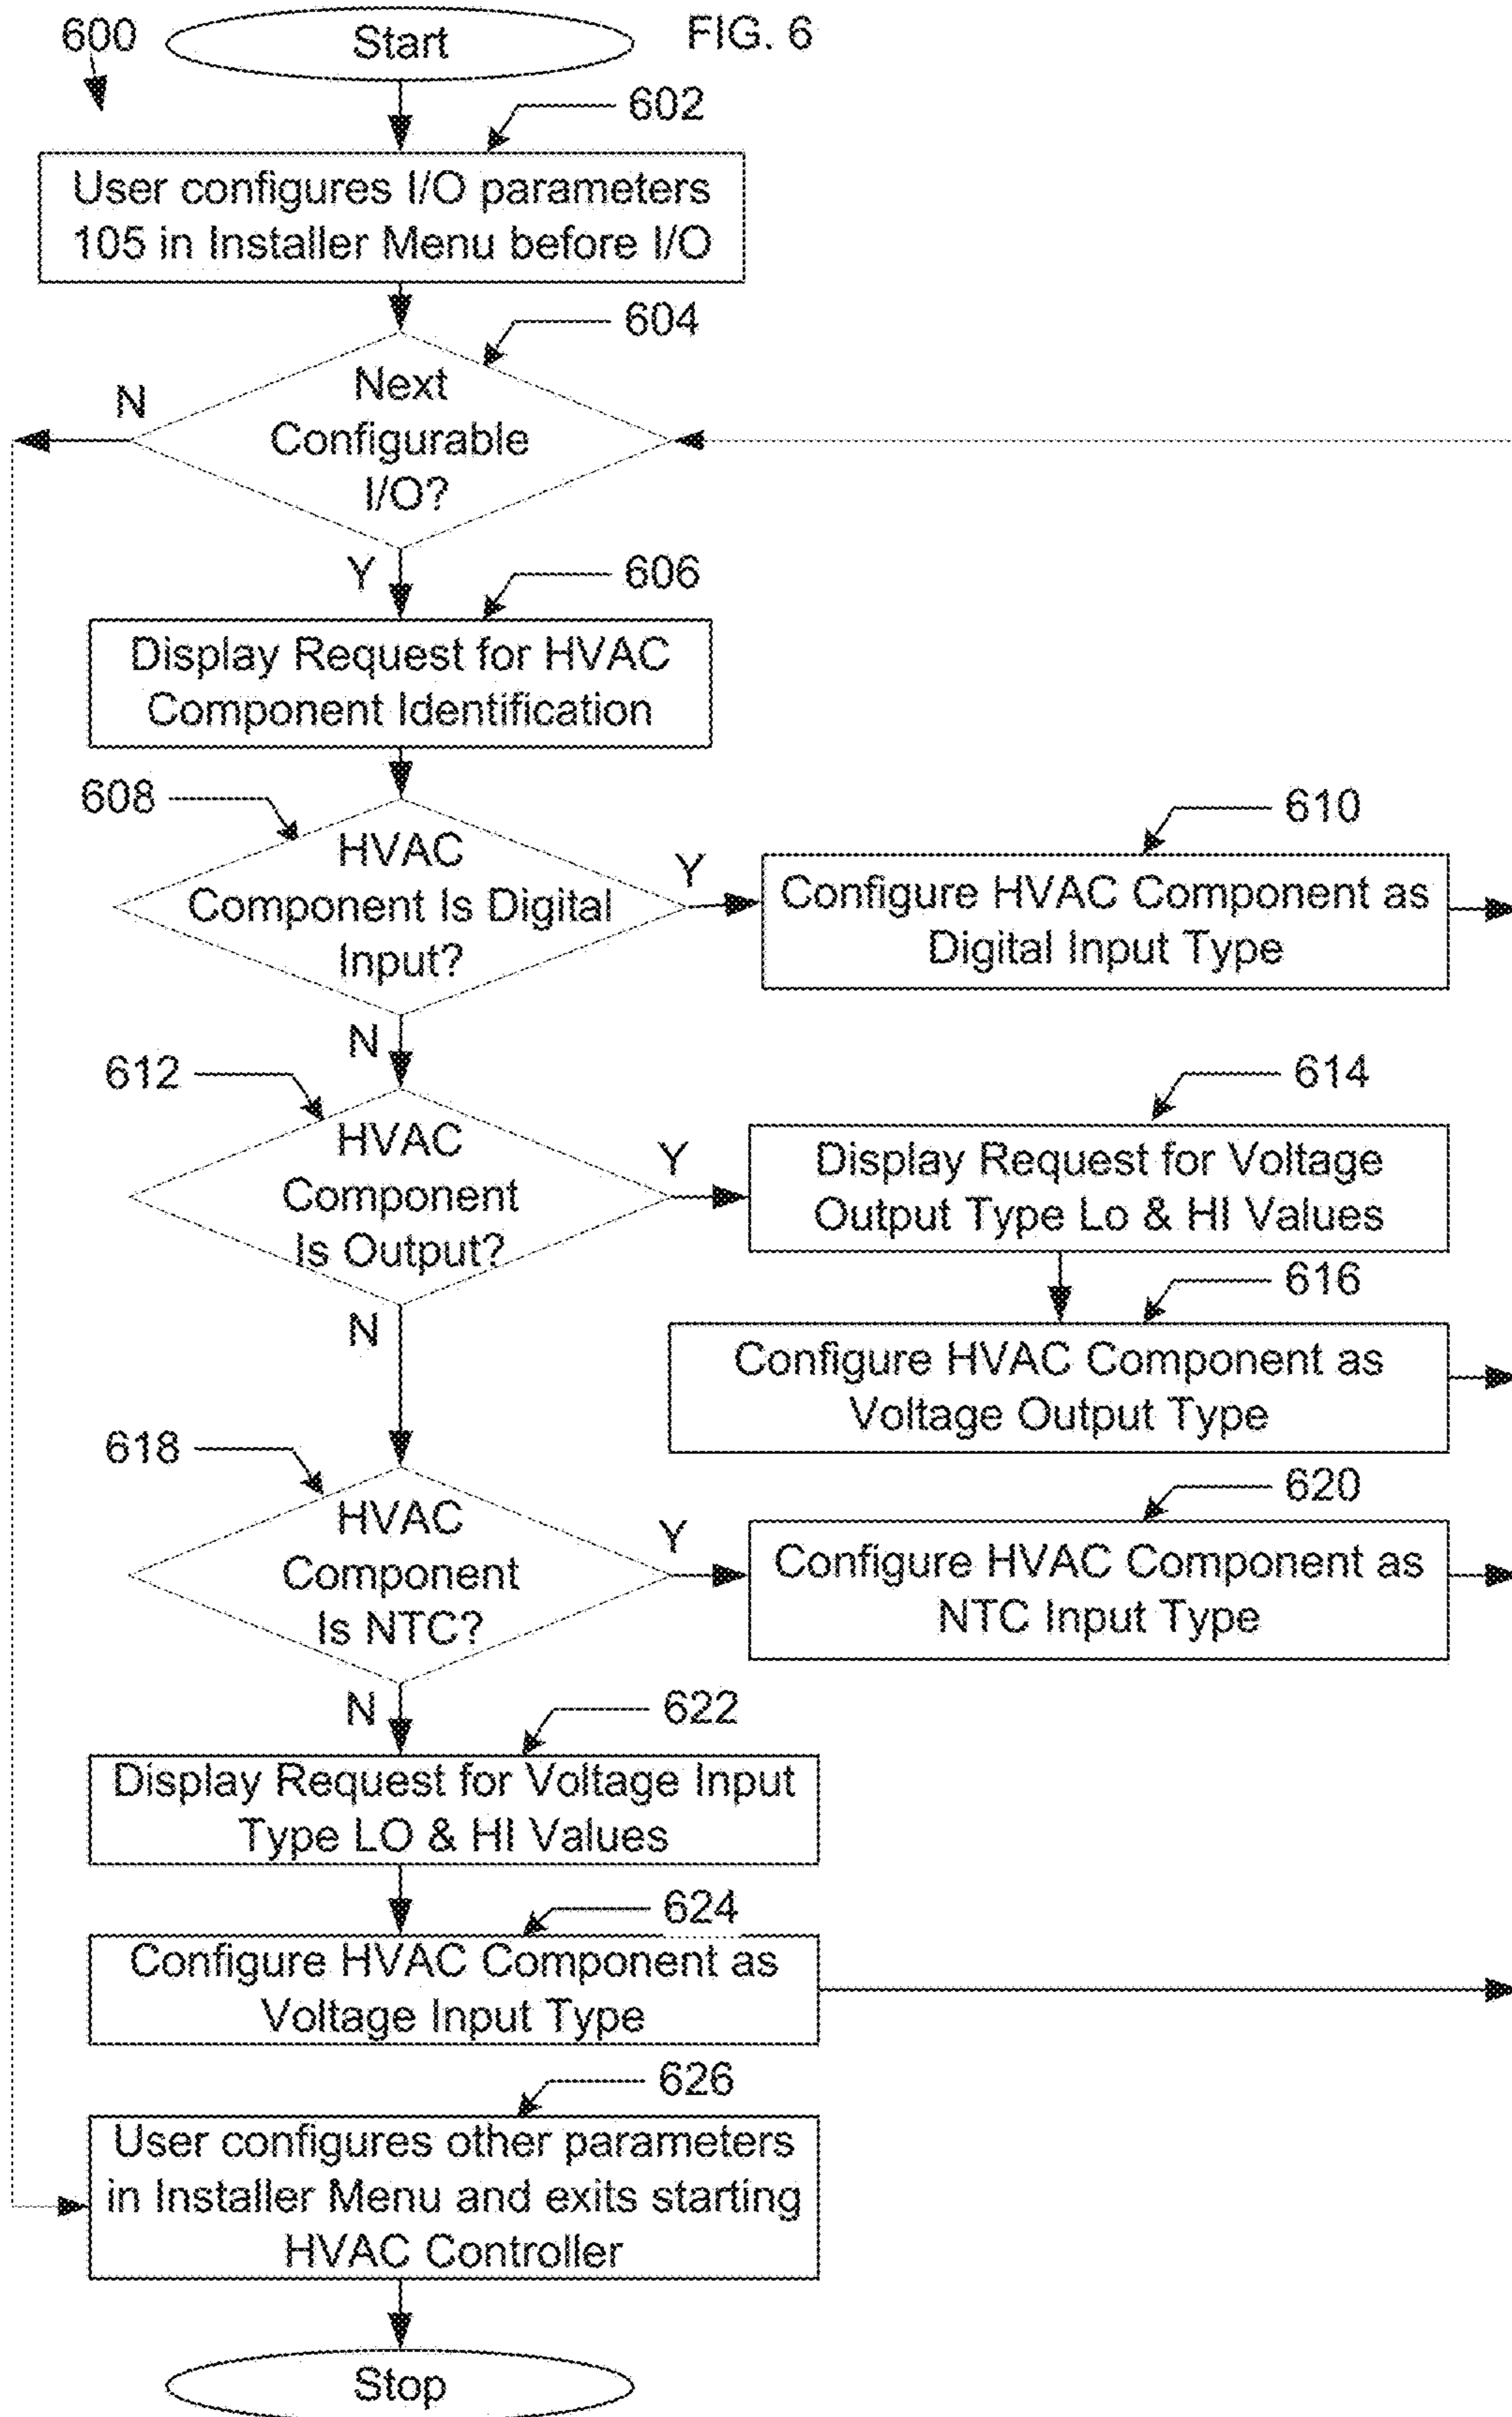 600
Start
FIG. 6
602
User configures I/O parameters
105 in Installer Menu before I/O
604
N
Next
Configurable
I/O?
Y
606
Display Request for HVAC
Component Identification
608
HVAC
Component Is Digital
Input?
Y
610
Configure HVAC Component as
Digital Input Type
N
612
HVAC
Component
Is Output?
Y
614
Display Request for Voltage
Output Type Lo & HI Values
616
Configure HVAC Component as
Voltage Output Type
N
618
HVAC
Component
Is NTC?
Y
620
Configure HVAC Component as
NTC Input Type
N
622
Display Request for Voltage Input
Type LO & HI Values
624
Configure HVAC Component as
Voltage Input Type
626
User configures other parameters
in Installer Menu and exits starting
HVAC Controller
Stop